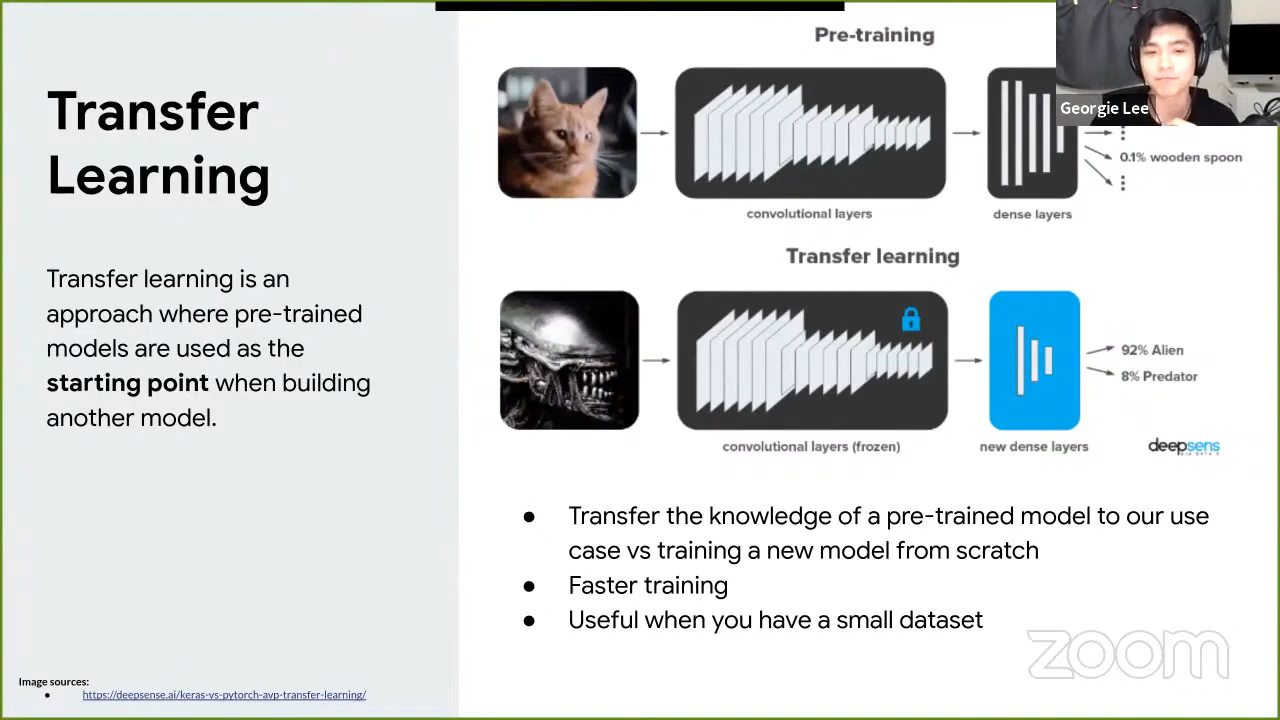 Transfer
Learning
Transfer learning is an
approach where pre-trained
models are used as the
starting point when building
another model.
Image sources:
● https://deepsense.ai/keras-vs-pytorch-avp-transfer-learning/
Pre-training
Georgie Lee
0.1% wooden spoon
convolutional layers
dense layers
Transfer learning
92% Alien
8% Predator
convolutional layers (frozen)
new dense layers
deepsens
● Transfer the knowledge of a pre-trained model to our use
case vs training a new model from scratch
● Faster training
● Useful when you have a small dataset
zoom